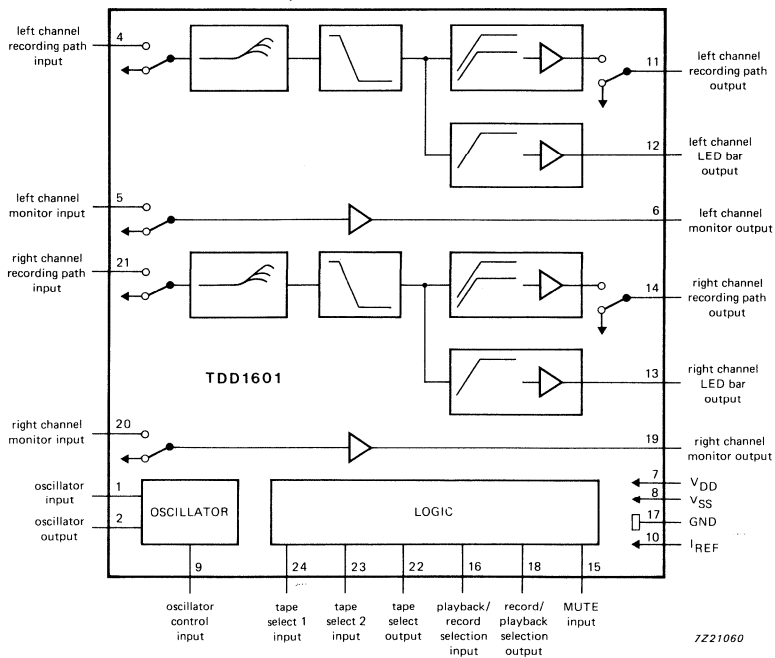 left channel
recording path
input
4
11
left channel
recording path
output
12
left channel
LED bar
output
left channel
monitor input
5
6
left channel
monitor output
right channel
recording path
input
21
14
right channel
recording path
output
TDD1601
13
right channel
LED bar
output
right channel
monitor input
20
19
right channel
monitor output
oscillator
input
1
oscillator
output
2
OSCILLATOR
LOGIC
7
VDD
8
VSS
17
GND
10
IREF
9
24
23
22
16
18
15
oscillator
control
input
tape
select 1
input
tape
select 2
input
tape
select
output
playback/
record
selection
input
record/
playback
selection
output
MUTE
input
7Z21060